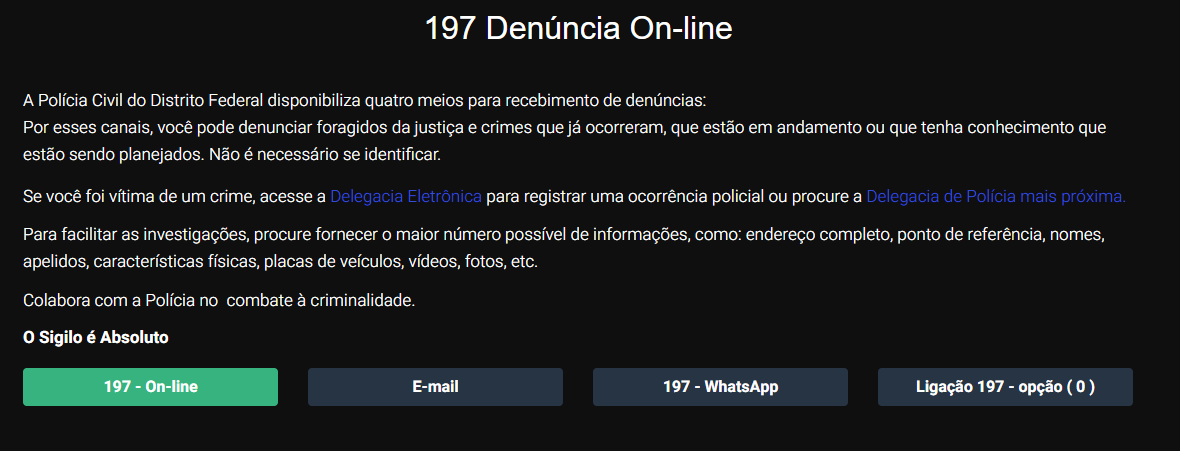 197 Denúncia On-line
A Polícia Civil do Distrito Federal disponibiliza quatro meios para recebimento de denúncias:
Por esses canais, você pode denunciar foragidos da justiça e crimes que já ocorreram, que estão em andamento ou que tenha conhecimento que
estão sendo planejados. Não é necessário se identificar.
Se você foi vítima de um crime, acesse a Delegacia Eletrônica para registrar uma ocorrência policial ou procure a Delegacia de Polícia mais próxima.
Para facilitar as investigações, procure fornecer o maior número possível de informações, como: endereço completo, ponto de referência, nomes,
apelidos, características físicas, placas de veículos, vídeos, fotos, etc.
Colabora com a Polícia no  combate à criminalidade.
O Sigilo é Absoluto
197 - On-line
E-mail
197 - WhatsApp
Ligação 197 - opção ( 0 )